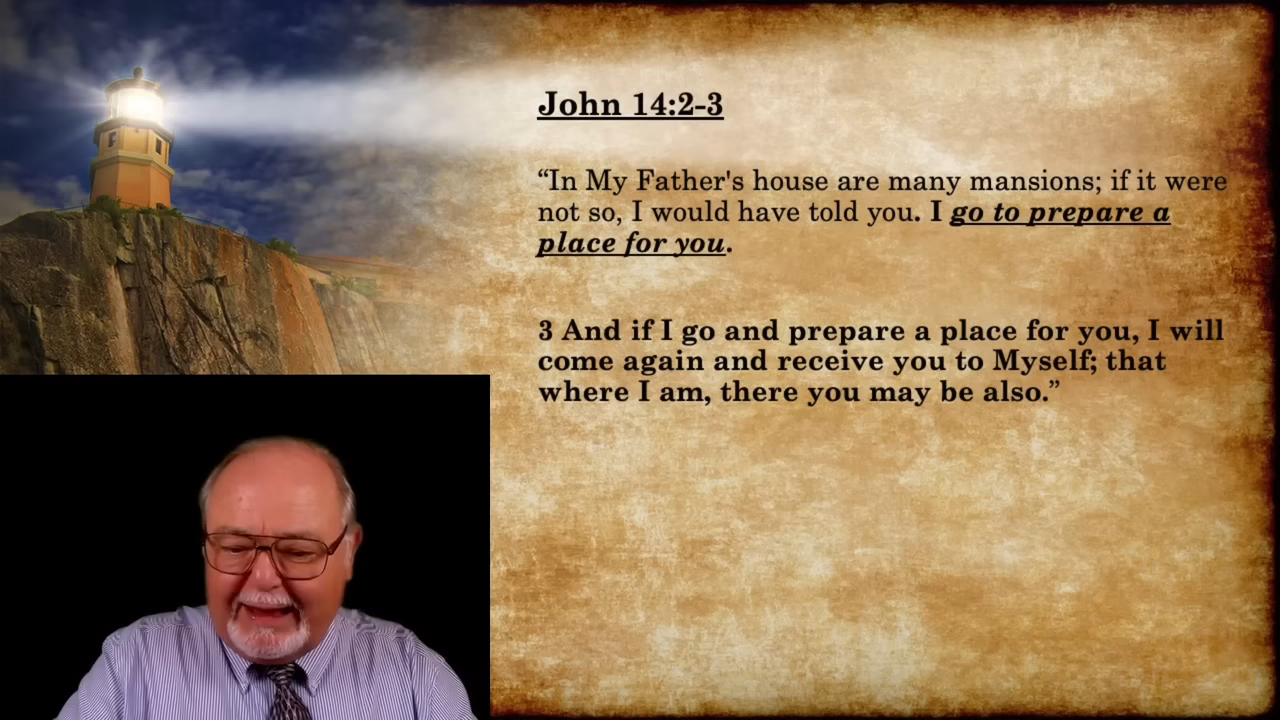 John 14:2-3
“In My Father's house are many mansions; if it were
not so, I would have told you. I go to prepare a
place for you.
3 And if I go and prepare a place for you, I will
come again and receive you to Myself; that
where I am, there you may be also.”